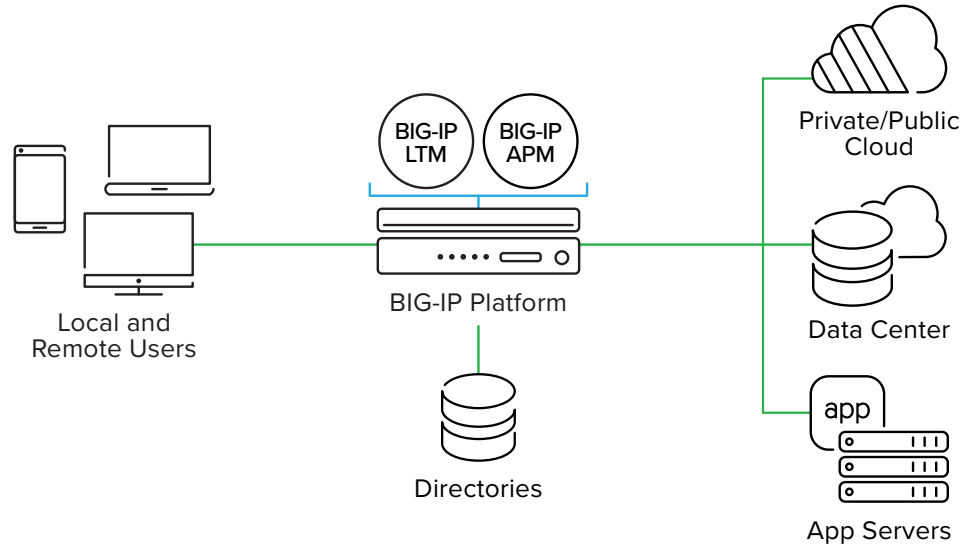 BIG-IP
LTM
BIG-IP
APM
Private/Public
Cloud
BIG-IP Platform
Local and
Remote Users
Data Center
app
Directories
App Servers